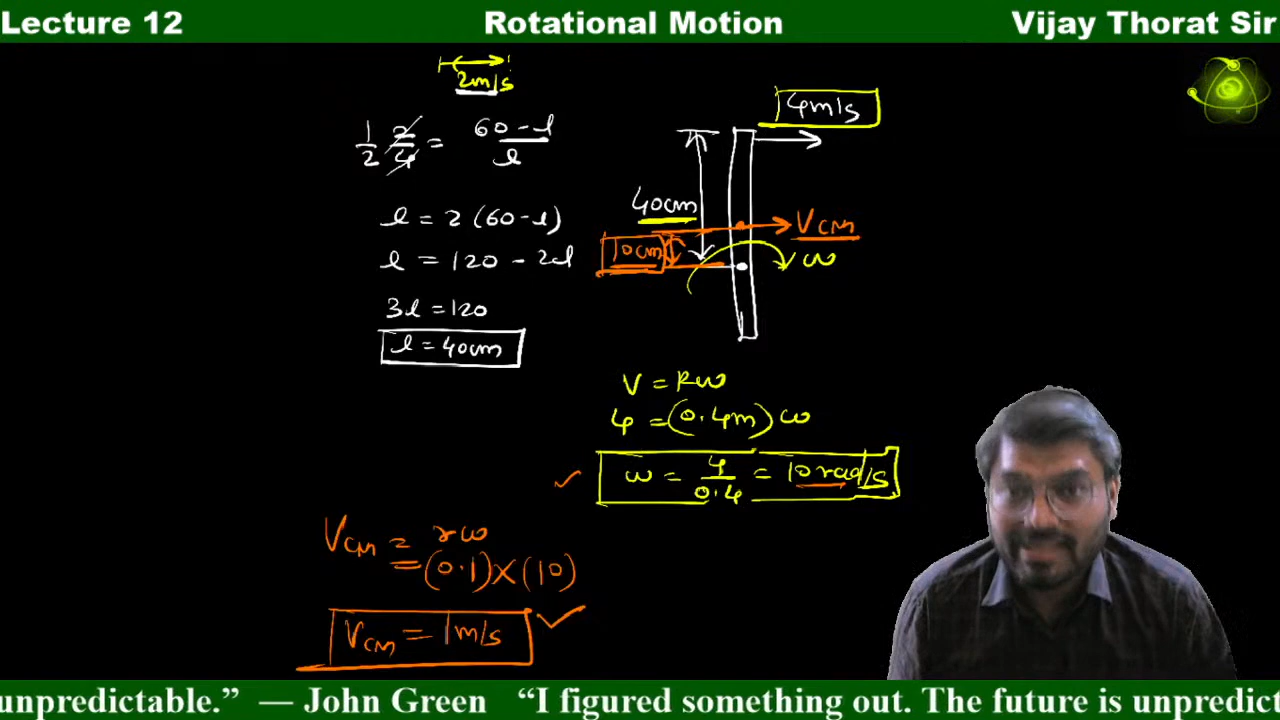 Lecture 12
Rotational Motion
Vijay Thorat Sir
2m/s
1/2 2/4 = 60-l/l
l = 2(60-l)
l = 120 - 2l
3l = 120
l = 40cm
4m/s
40cm
VCM
10cm
ω
V = Rω
4 = (0.4m) ω
ω = 4/0.4 = 10 rad/s
VCM = rω
= (0.1) × (10)
VCM = 1m/s
unpredictable.” — John Green “I figured something out. The future is unpredict